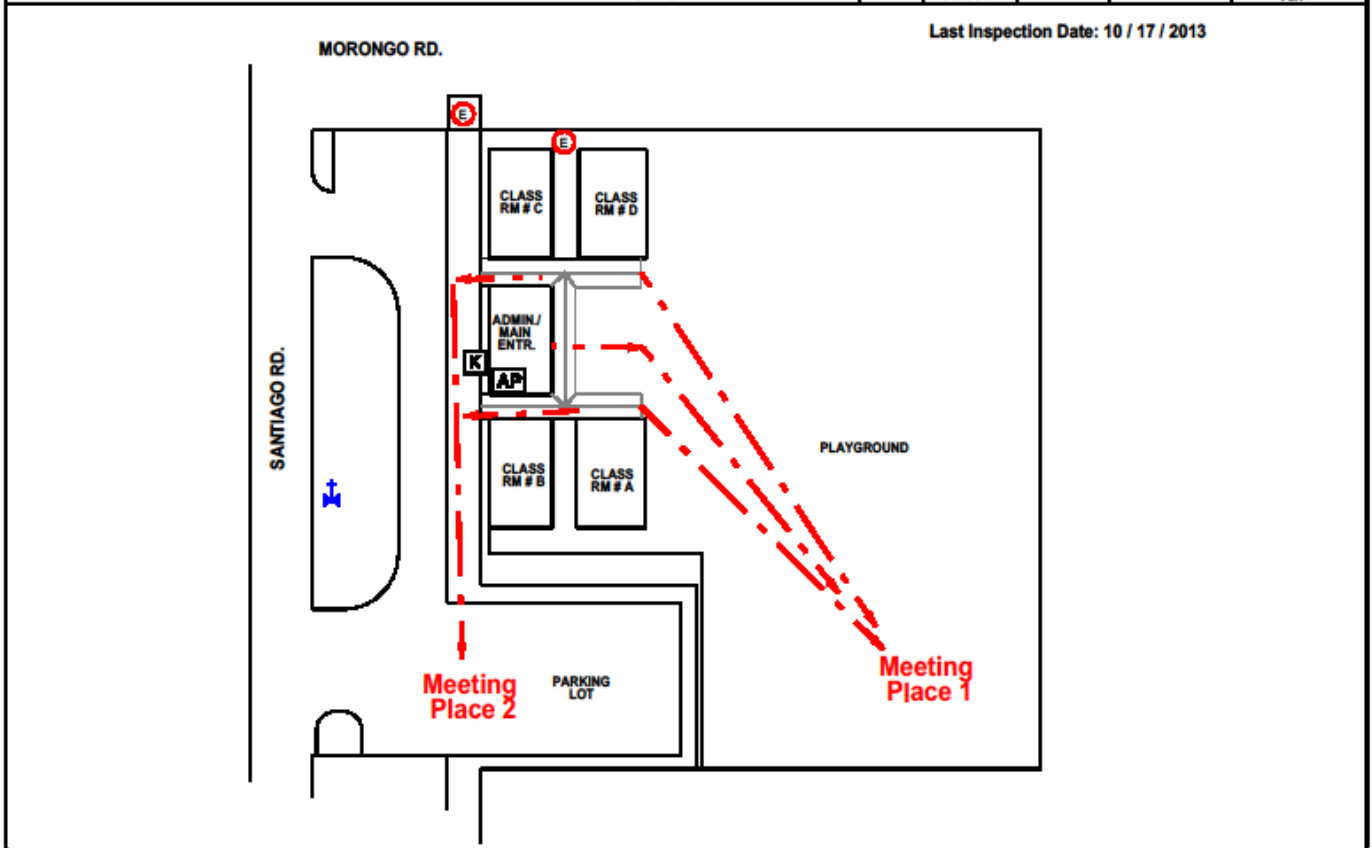 Last Inspection Date: 10 / 17 / 2013
MORONGO RD.
E
E
CLASS
RM # C
CLASS
RM # D
ADMIN./
MAIN
ENTR.
K
AP
SANTIAGO RD.
PLAYGROUND
CLASS
RM # B
CLASS
RM # A
Meeting
Place 1
Meeting
Place 2
PARKING
LOT